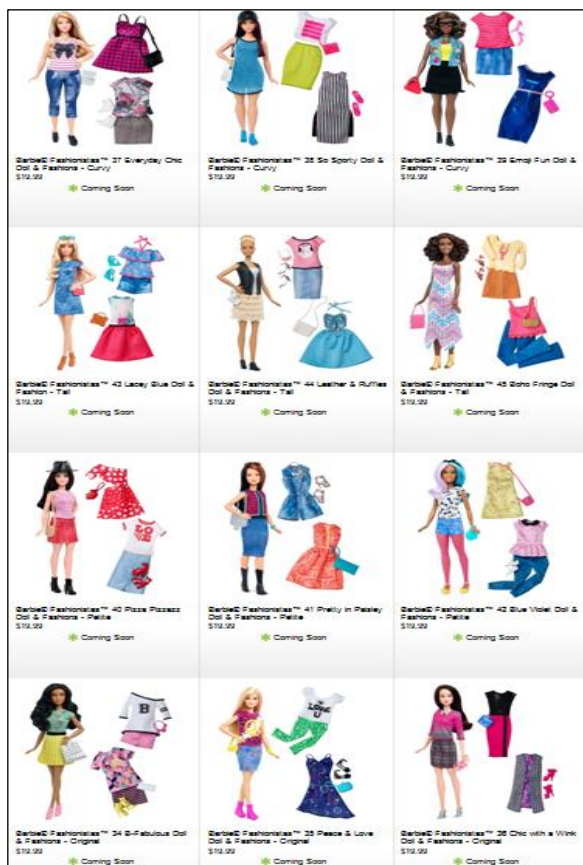 Barbie® Fashionistas™ 37 Everyday Chic
Doll & Fashions - Curvy
$19.99
Coming Soon
Barbie® Fashionistas™ 38 So Sporty Doll &
Fashions - Curvy
$19.99
Coming Soon
Barbie® Fashionistas™ 39 Emoji Fun Doll &
Fashions - Curvy
$19.99
Coming Soon
Barbie® Fashionistas™ 43 Lacey Blue Doll &
Fashion - Tall
$19.99
Coming Soon
Barbie® Fashionistas™ 44 Leather & Ruffles
Doll & Fashions - Tall
$19.99
Coming Soon
Barbie® Fashionistas™ 45 Boho Fringe Doll
& Fashions - Tall
$19.99
Coming Soon
LOVE
Barbie® Fashionistas™ 40 Pizza Pizzazz
Doll & Fashions - Petite
$19.99
Coming Soon
Barbie® Fashionistas™ 41 Pretty in Paisley
Doll & Fashions - Petite
$19.99
Coming Soon
Barbie® Fashionistas™ 42 Blue Violet Doll &
Fashions - Petite
$19.99
Coming Soon
B
LOVE
U
Barbie® Fashionistas™ 34 B-Fabulous Doll
& Fashions - Original
$19.99
Coming Soon
Barbie® Fashionistas™ 35 Peace & Love
Doll & Fashions - Original
$19.99
Coming Soon
Barbie® Fashionistas™ 36 Chic with a Wink
Doll & Fashions - Original
$19.99
Coming Soon